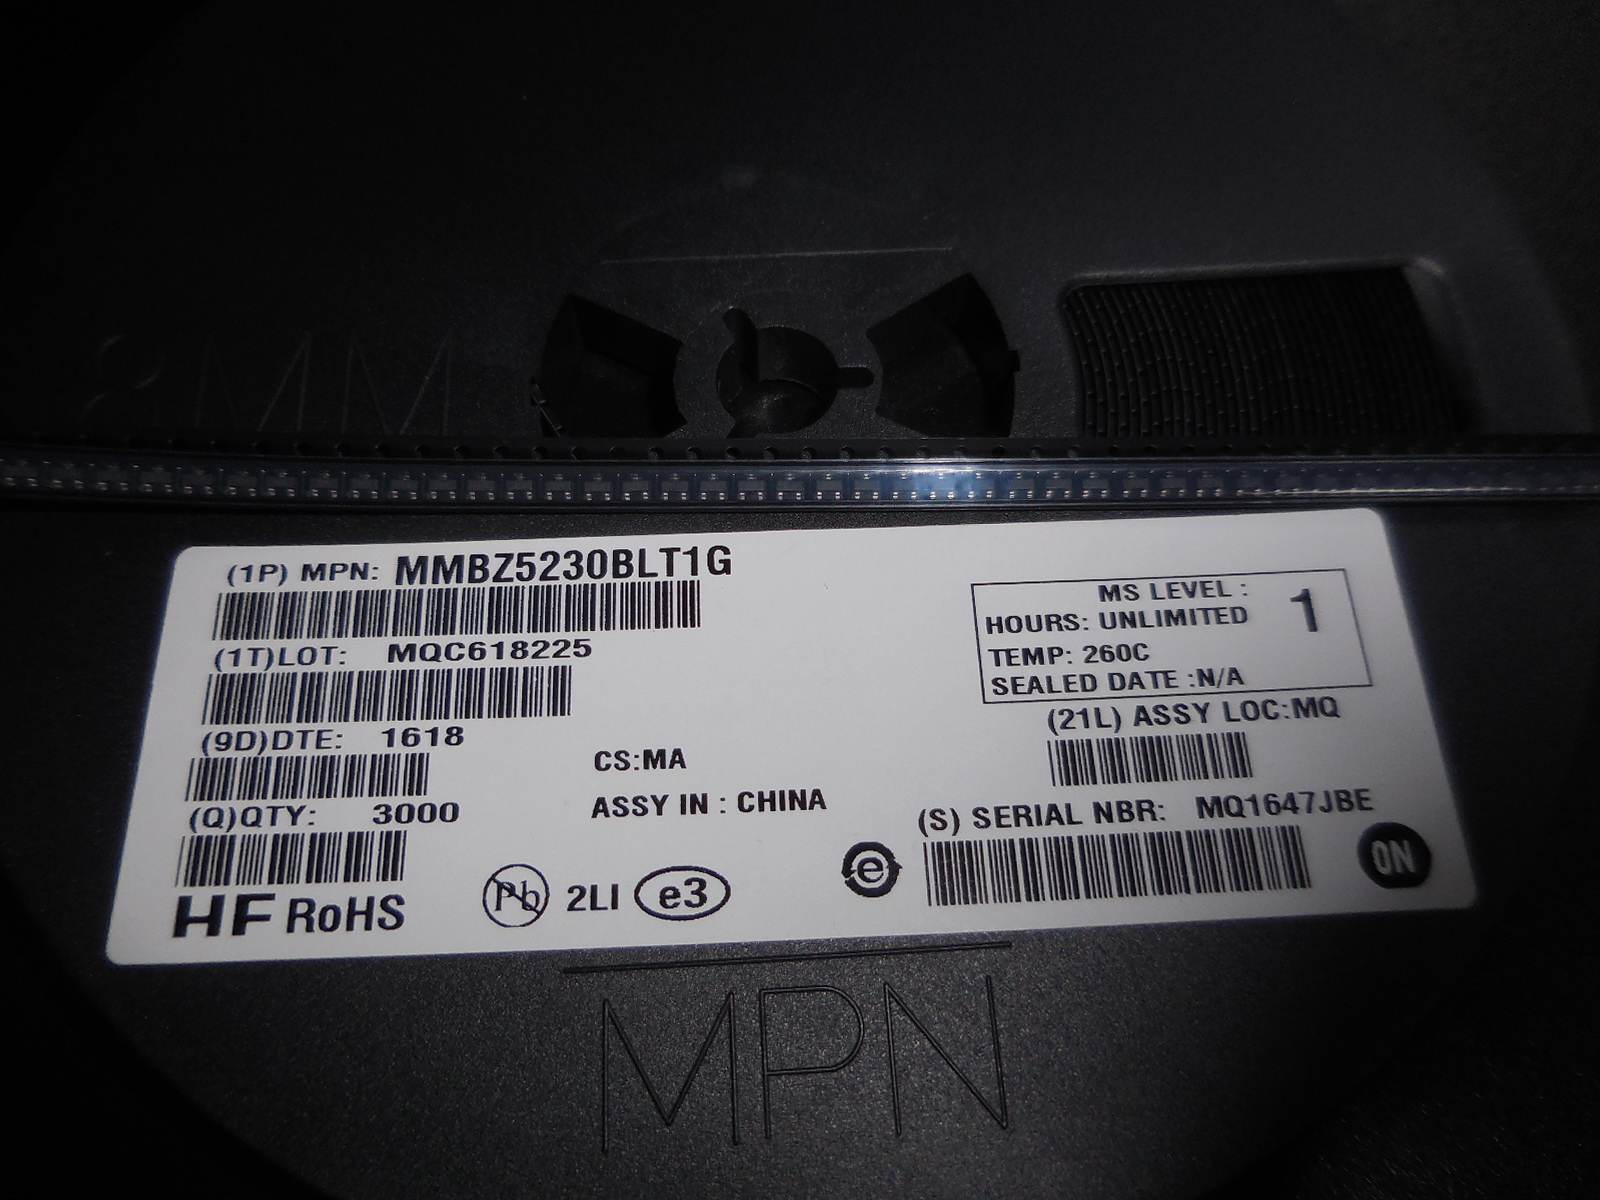 8MM
(1P) MPN: MMBZ5230BLT1G
(1T)LOT: MQC618225
(9D)DTE: 1618
(Q)QTY: 3000
HF RoHS
CS:MA
ASSY IN : CHINA
Pb 2LI e3
MS LEVEL : 1
HOURS: UNLIMITED
TEMP: 260C
SEALED DATE :N/A
(21L) ASSY LOC:MQ
(S) SERIAL NBR: MQ1647JBE
e
ON
MPN